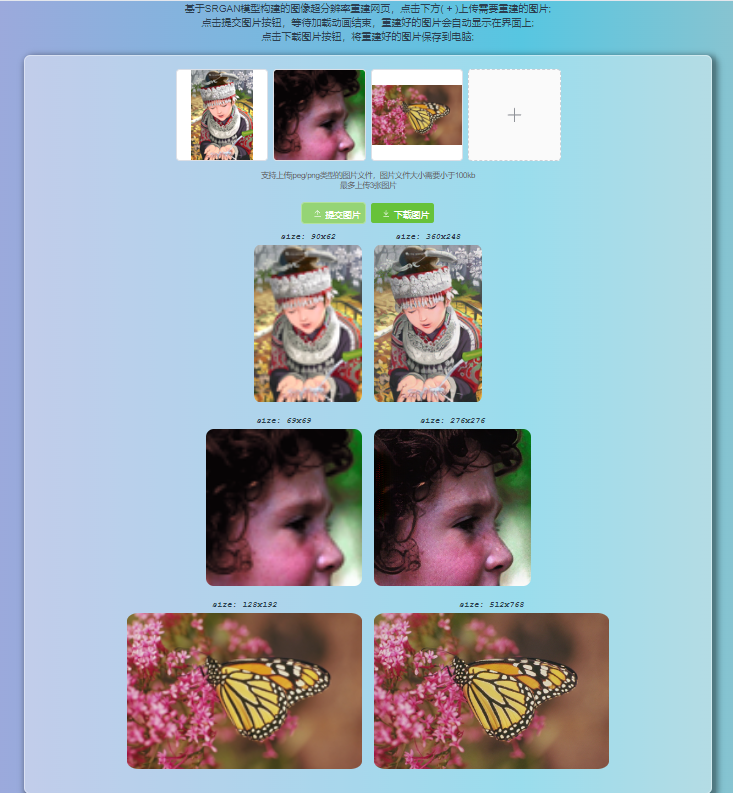 基于SRGAN模型构建的图像超分辨率重建网页，点击下方( + )上传需要重建的图片;
点击提交图片按钮，等待加载动画结束，重建好的图片会自动显示在界面上;
点击下载图片按钮，将重建好的图片保存到电脑;
支持上传jpeg/png类型的图片文件，图片文件大小需要小于100kb
最多上传3张图片
提交图片 下载图片
size: 90x62 size: 360x248
size: 69x69 size: 276x276
size: 128x192 size: 512x768